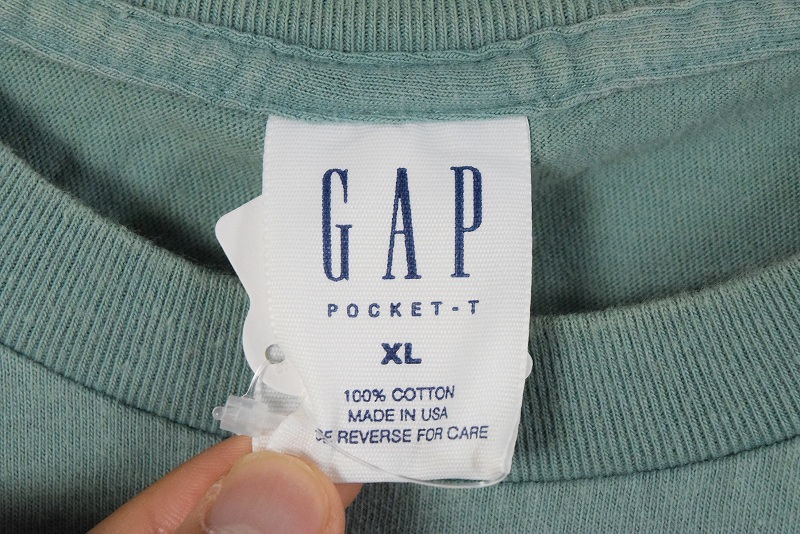 GAP
POCKET-T
XL
100% COTTON
MADE IN USA
REVERSE FOR CARE